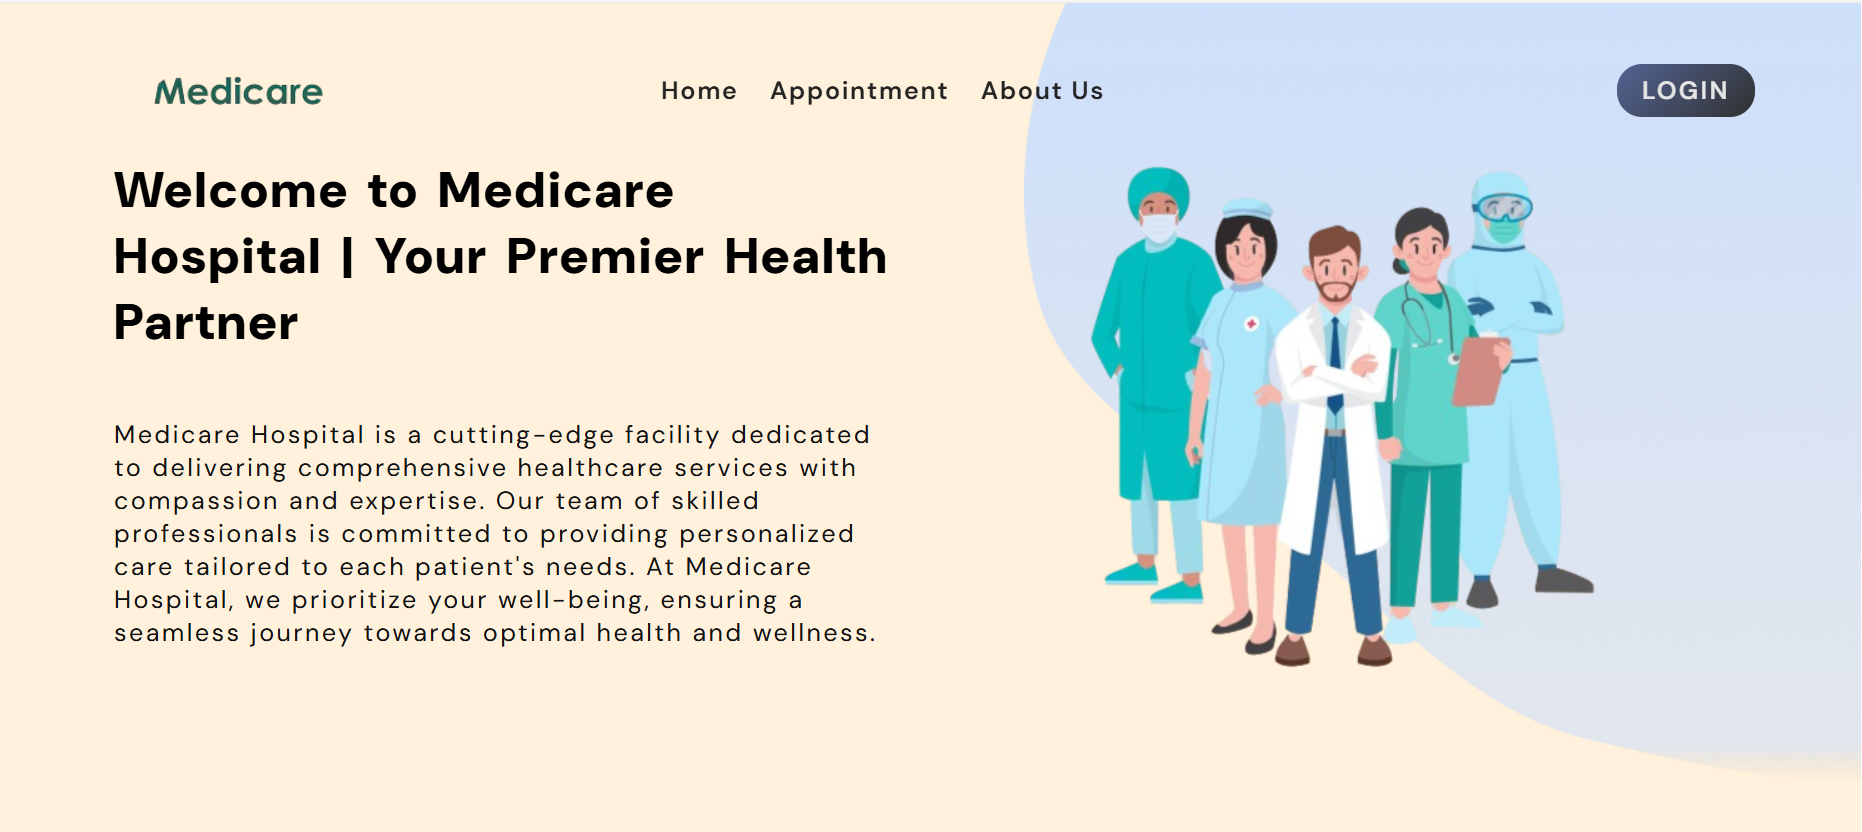 Medicare
Home Appointment About Us
LOGIN
Welcome to Medicare
Hospital | Your Premier Health
Partner
Medicare Hospital is a cutting-edge facility dedicated
to delivering comprehensive healthcare services with
compassion and expertise. Our team of skilled
professionals is committed to providing personalized
care tailored to each patient's needs. At Medicare
Hospital, we prioritize your well-being, ensuring a
seamless journey towards optimal health and wellness.